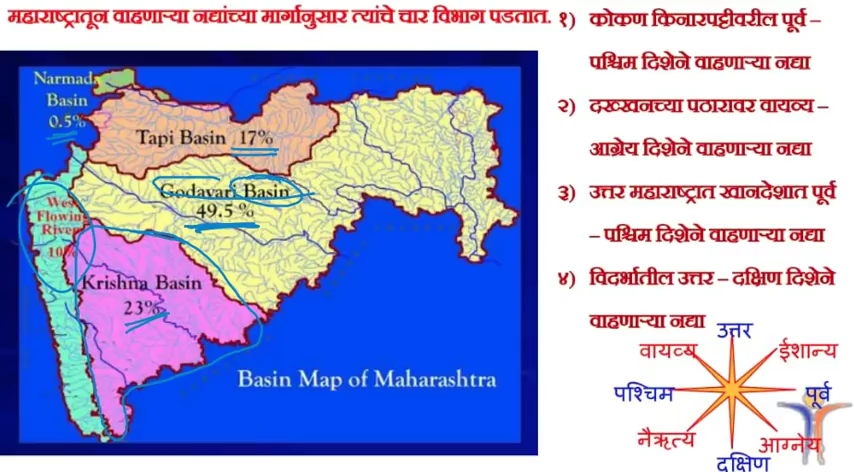 महाराष्ट्रातून वाहणाऱ्या नद्यांच्या मार्गानुसार त्यांचे चार विभाग पडतात.
१) कोकण किनारपट्टीवरील पूर्व –
पश्चिम दिशेने वाहणाऱ्या नद्या
२) दख्खनच्या पठारावर वायव्य –
आग्नेय दिशेने वाहणाऱ्या नद्या
३) उत्तर महाराष्ट्रात खानदेशात पूर्व
– पश्चिम दिशेने वाहणाऱ्या नद्या
४) विदर्भातील उत्तर – दक्षिण दिशेने
वाहणाऱ्या नद्या
Narmada
Basin
0.5%
Tapi Basin 17%
Godavari Basin
49.5 %
West
Flowing
River
10%
Krishna Basin
23%
Basin Map of Maharashtra
उत्तर
वायव्य
ईशान्य
पश्चिम
पूर्व
नैऋत्य
आग्नेय
दक्षिण